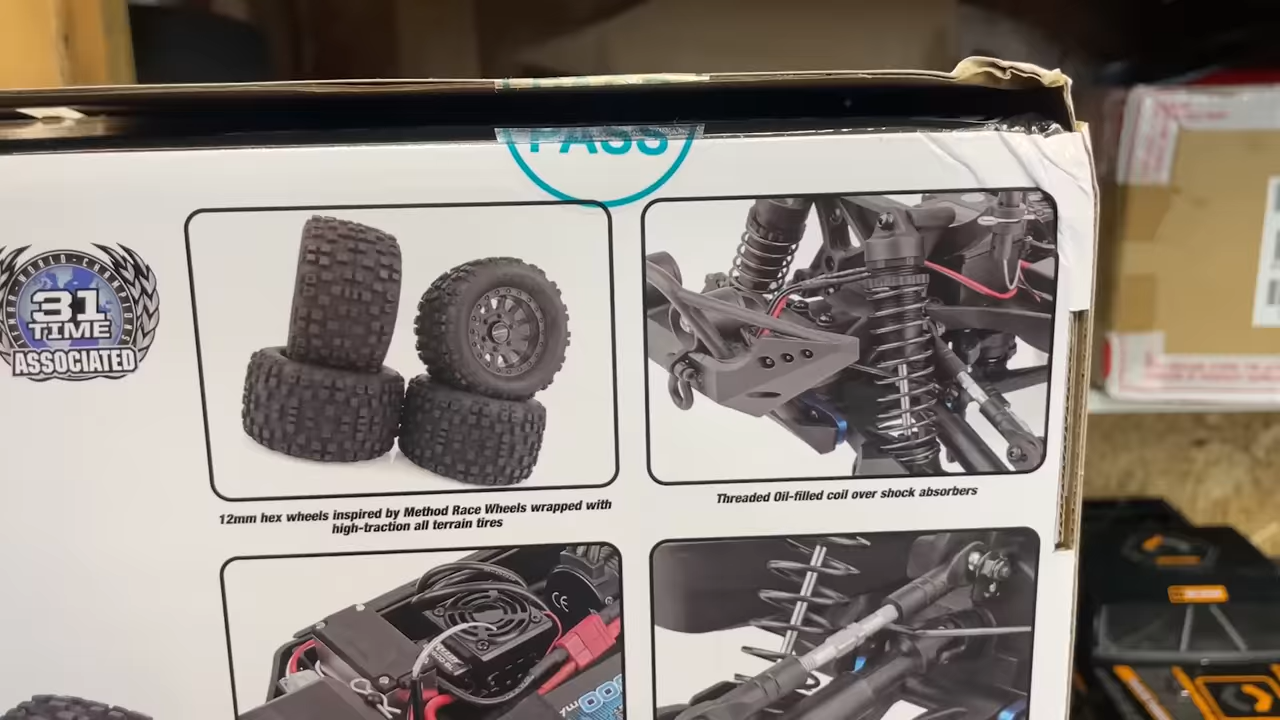 PASS
31
TIME
ASSOCIATED
12mm hex wheels inspired by Method Race Wheels wrapped with
high-traction all terrain tires
Threaded Oil-filled coil over shock absorbers
CE